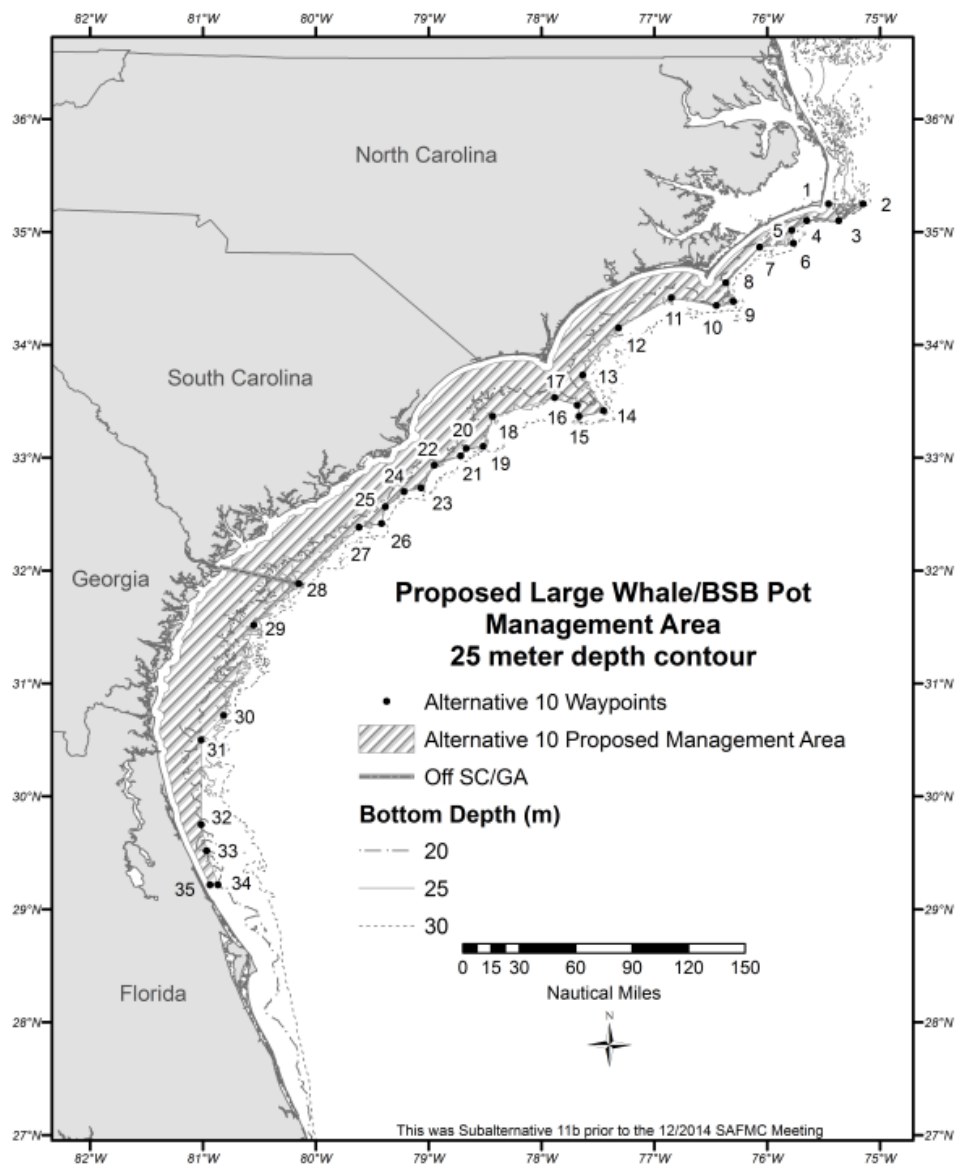 82°W 81°W 80°W 79°W 78°W 77°W 76°W 75°W
36°N 36°N
North Carolina
1 2
5 4 3
35°N 35°N
7 6
8
9
11 10
12
34°N 34°N
South Carolina
17 13
16 15 14
18
20
19
33°N 33°N
22 21
24
23
25
26
27
32°N 32°N
Georgia
28
Proposed Large Whale/BSB Pot
Management Area
25 meter depth contour
29
31°N 31°N
30
31
Alternative 10 Waypoints
Alternative 10 Proposed Management Area
Off SC/GA
30°N 30°N
Bottom Depth (m)
32
20
33
25
35 34
30
29°N 29°N
0 15 30 60 90 120 150
Nautical Miles
Florida
N
28°N 28°N
This was Subalternative 11b prior to the 12/2014 SAFMC Meeting
27°N 27°N
82°W 81°W 80°W 79°W 78°W 77°W 76°W 75°W